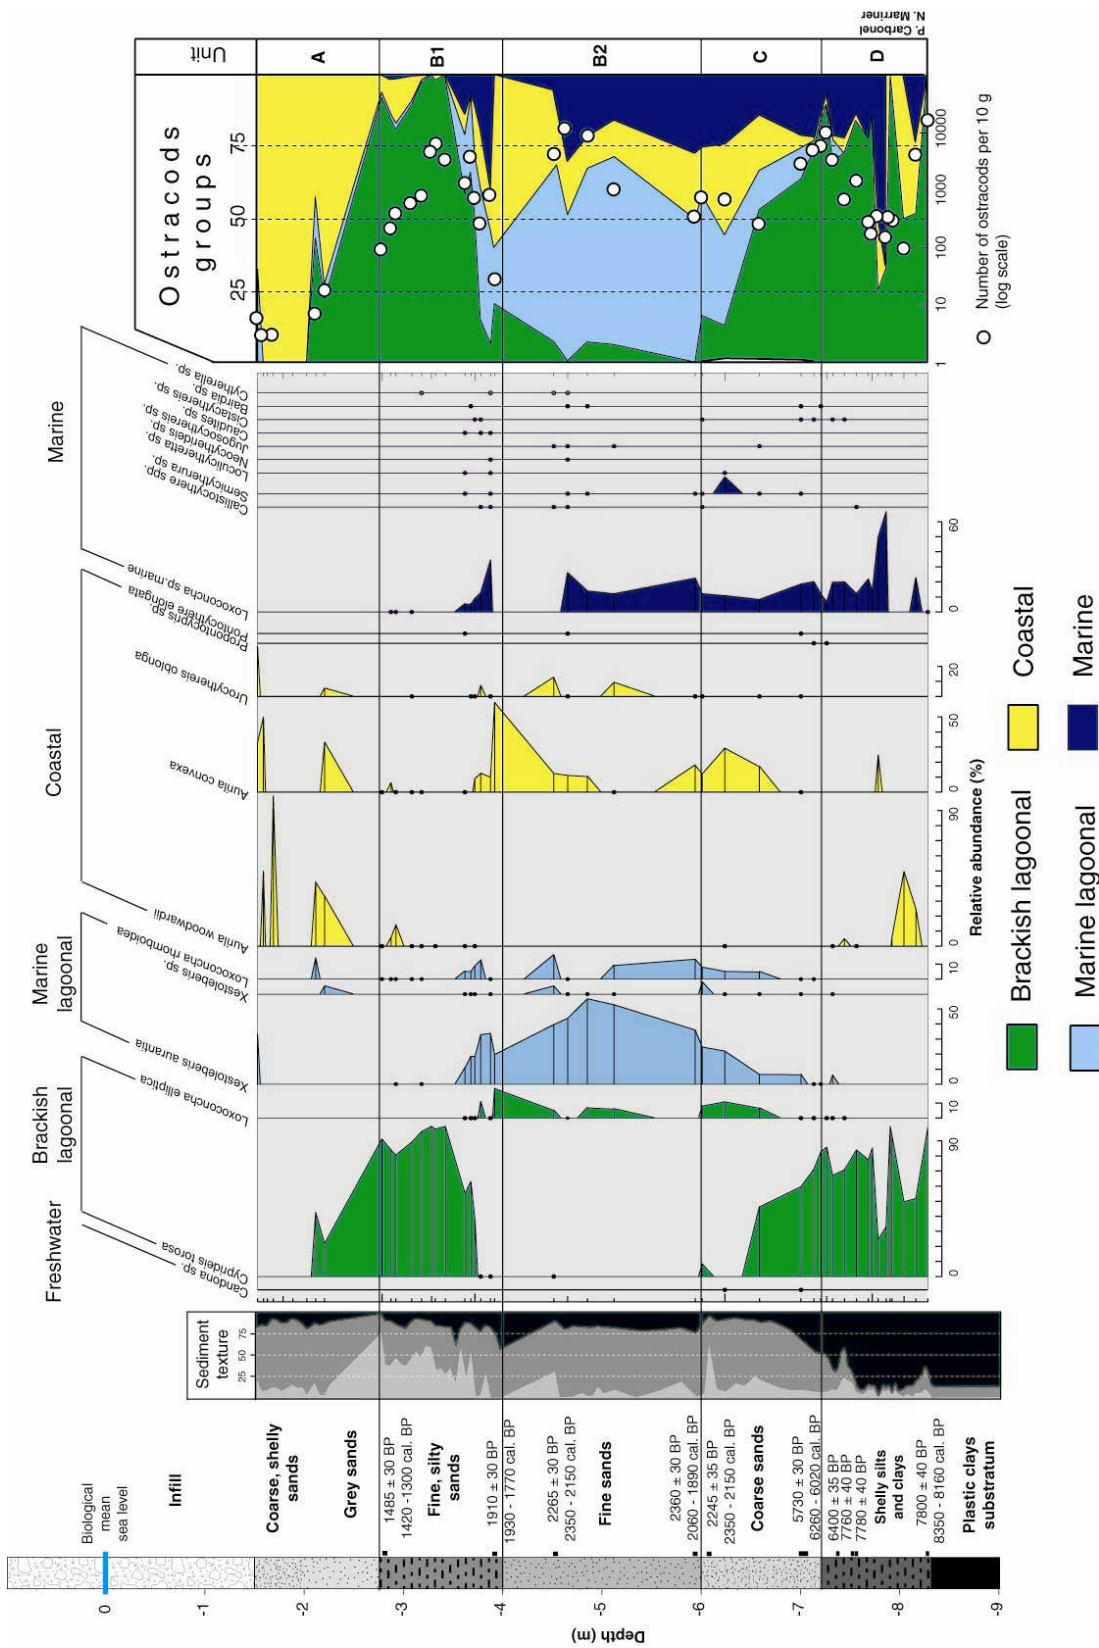 Ostracods
groups
Unit
A
B1
B2
C
D
P. Carbonel
N. Marriner
25
50
75
1
10
100
1000
10000
Number of ostracods per 10 g
(log scale)
Freshwater
Brackish
lagoonal
Marine
lagoonal
Coastal
Marine
Candona sp.
Cyprideis torosa
Loxoconcha elliptica
Xestoleberis aurantia
Xestoleberis sp.
Loxoconcha rhomboidea
Aurila woodwardii
Aurila convexa
Urocythereis oblonga
Propontocypris sp.
Pontocythere elongata
Loxoconcha sp.marine
Callistocythere spp
Semicytherura sp.
Loculicytheretta
Neocytherideis sp.
Jugosocythereis sp
Caudites sp.
Bistacythereis sp.
Bairdia sp.
Cytherella sp.
0
90
10
0
50
10
0
90
0
50
20
0
60
Relative abundance (%)
Sediment
texture
25
50
75
Biological
mean
sea level
Infill
Coarse, shelly
sands
Grey sands
1485 ± 30 BP
1420 -1300 cal. BP
Fine, silty
sands
1910 ± 30 BP
1930 - 1770 cal. BP
2265 ± 30 BP
2350 - 2150 cal. BP
Fine sands
2360 ± 30 BP
2060 - 1890 cal. BP
2245 ± 35 BP
2350 - 2150 cal. BP
Coarse sands
5730 ± 30 BP
6260 - 6020 cal. BP
6400 ± 35 BP
7760 ± 40 BP
7780 ± 40 BP
Shelly silts
and clays
7800 ± 40 BP
8350 - 8160 cal. BP
Plastic clays
substratum
0
-1
-2
-3
-4
-5
-6
-7
-8
-9
Depth (m)
Brackish lagoonal
Coastal
Marine lagoonal
Marine